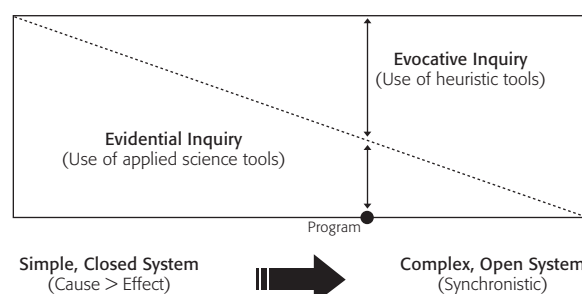 Evocative Inquiry
(Use of heuristic tools)
Evidential Inquiry
(Use of applied science tools)
Program
Simple, Closed System
(Cause > Effect)
Complex, Open System
(Synchronistic)